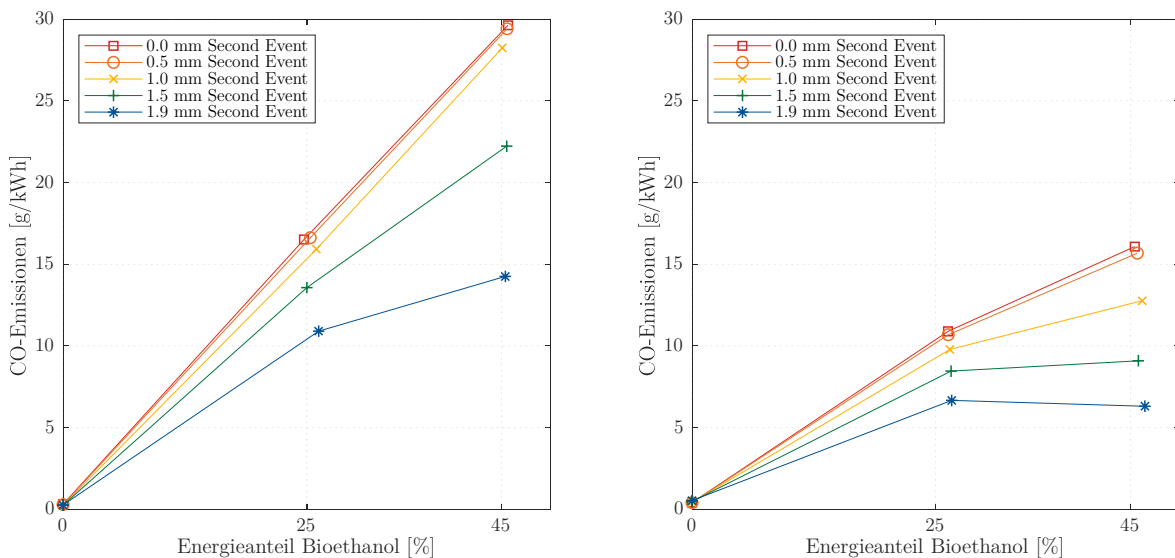 30
25
20
15
10
5
0
CO-Emissionen [g/kWh]
0.0 mm Second Event
0.5 mm Second Event
1.0 mm Second Event
1.5 mm Second Event
1.9 mm Second Event
0 25 45
Energieanteil Bioethanol [%]
30
25
20
15
10
5
0
CO-Emissionen [g/kWh]
0.0 mm Second Event
0.5 mm Second Event
1.0 mm Second Event
1.5 mm Second Event
1.9 mm Second Event
0 25 45
Energieanteil Bioethanol [%]